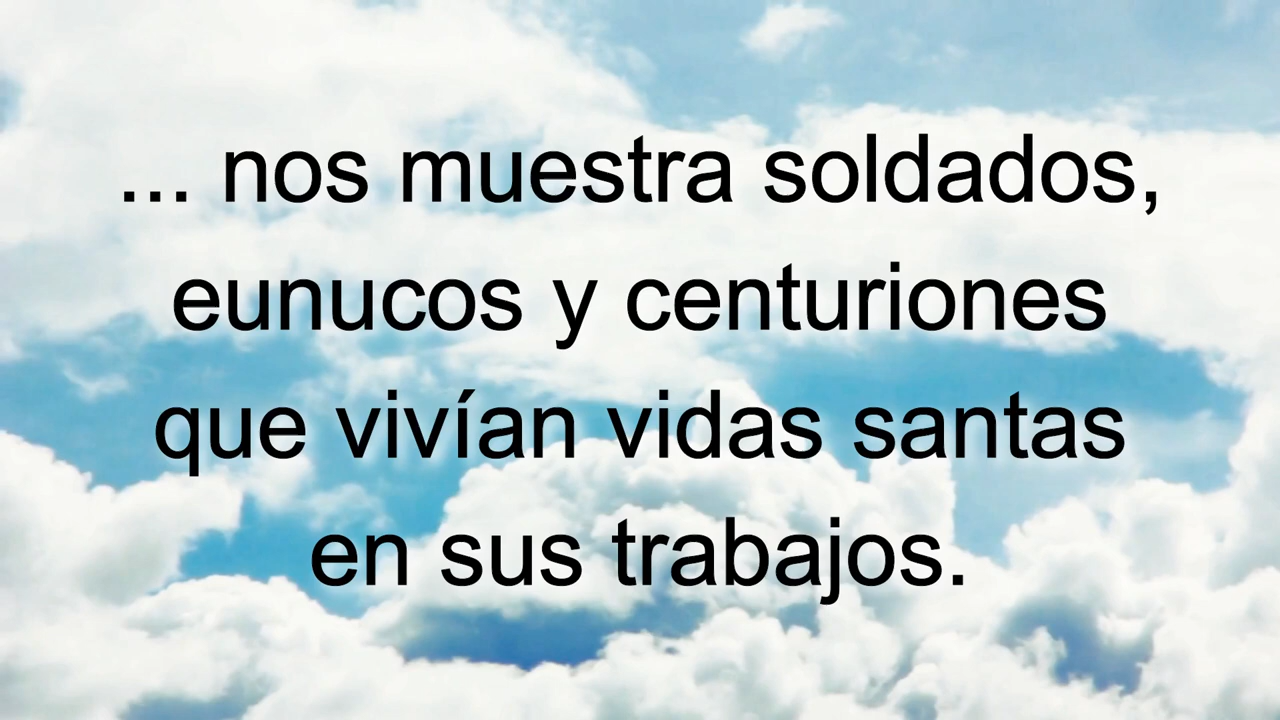 ... nos muestra soldados,
eunucos y centuriones
que vivían vidas santas
en sus trabajos.